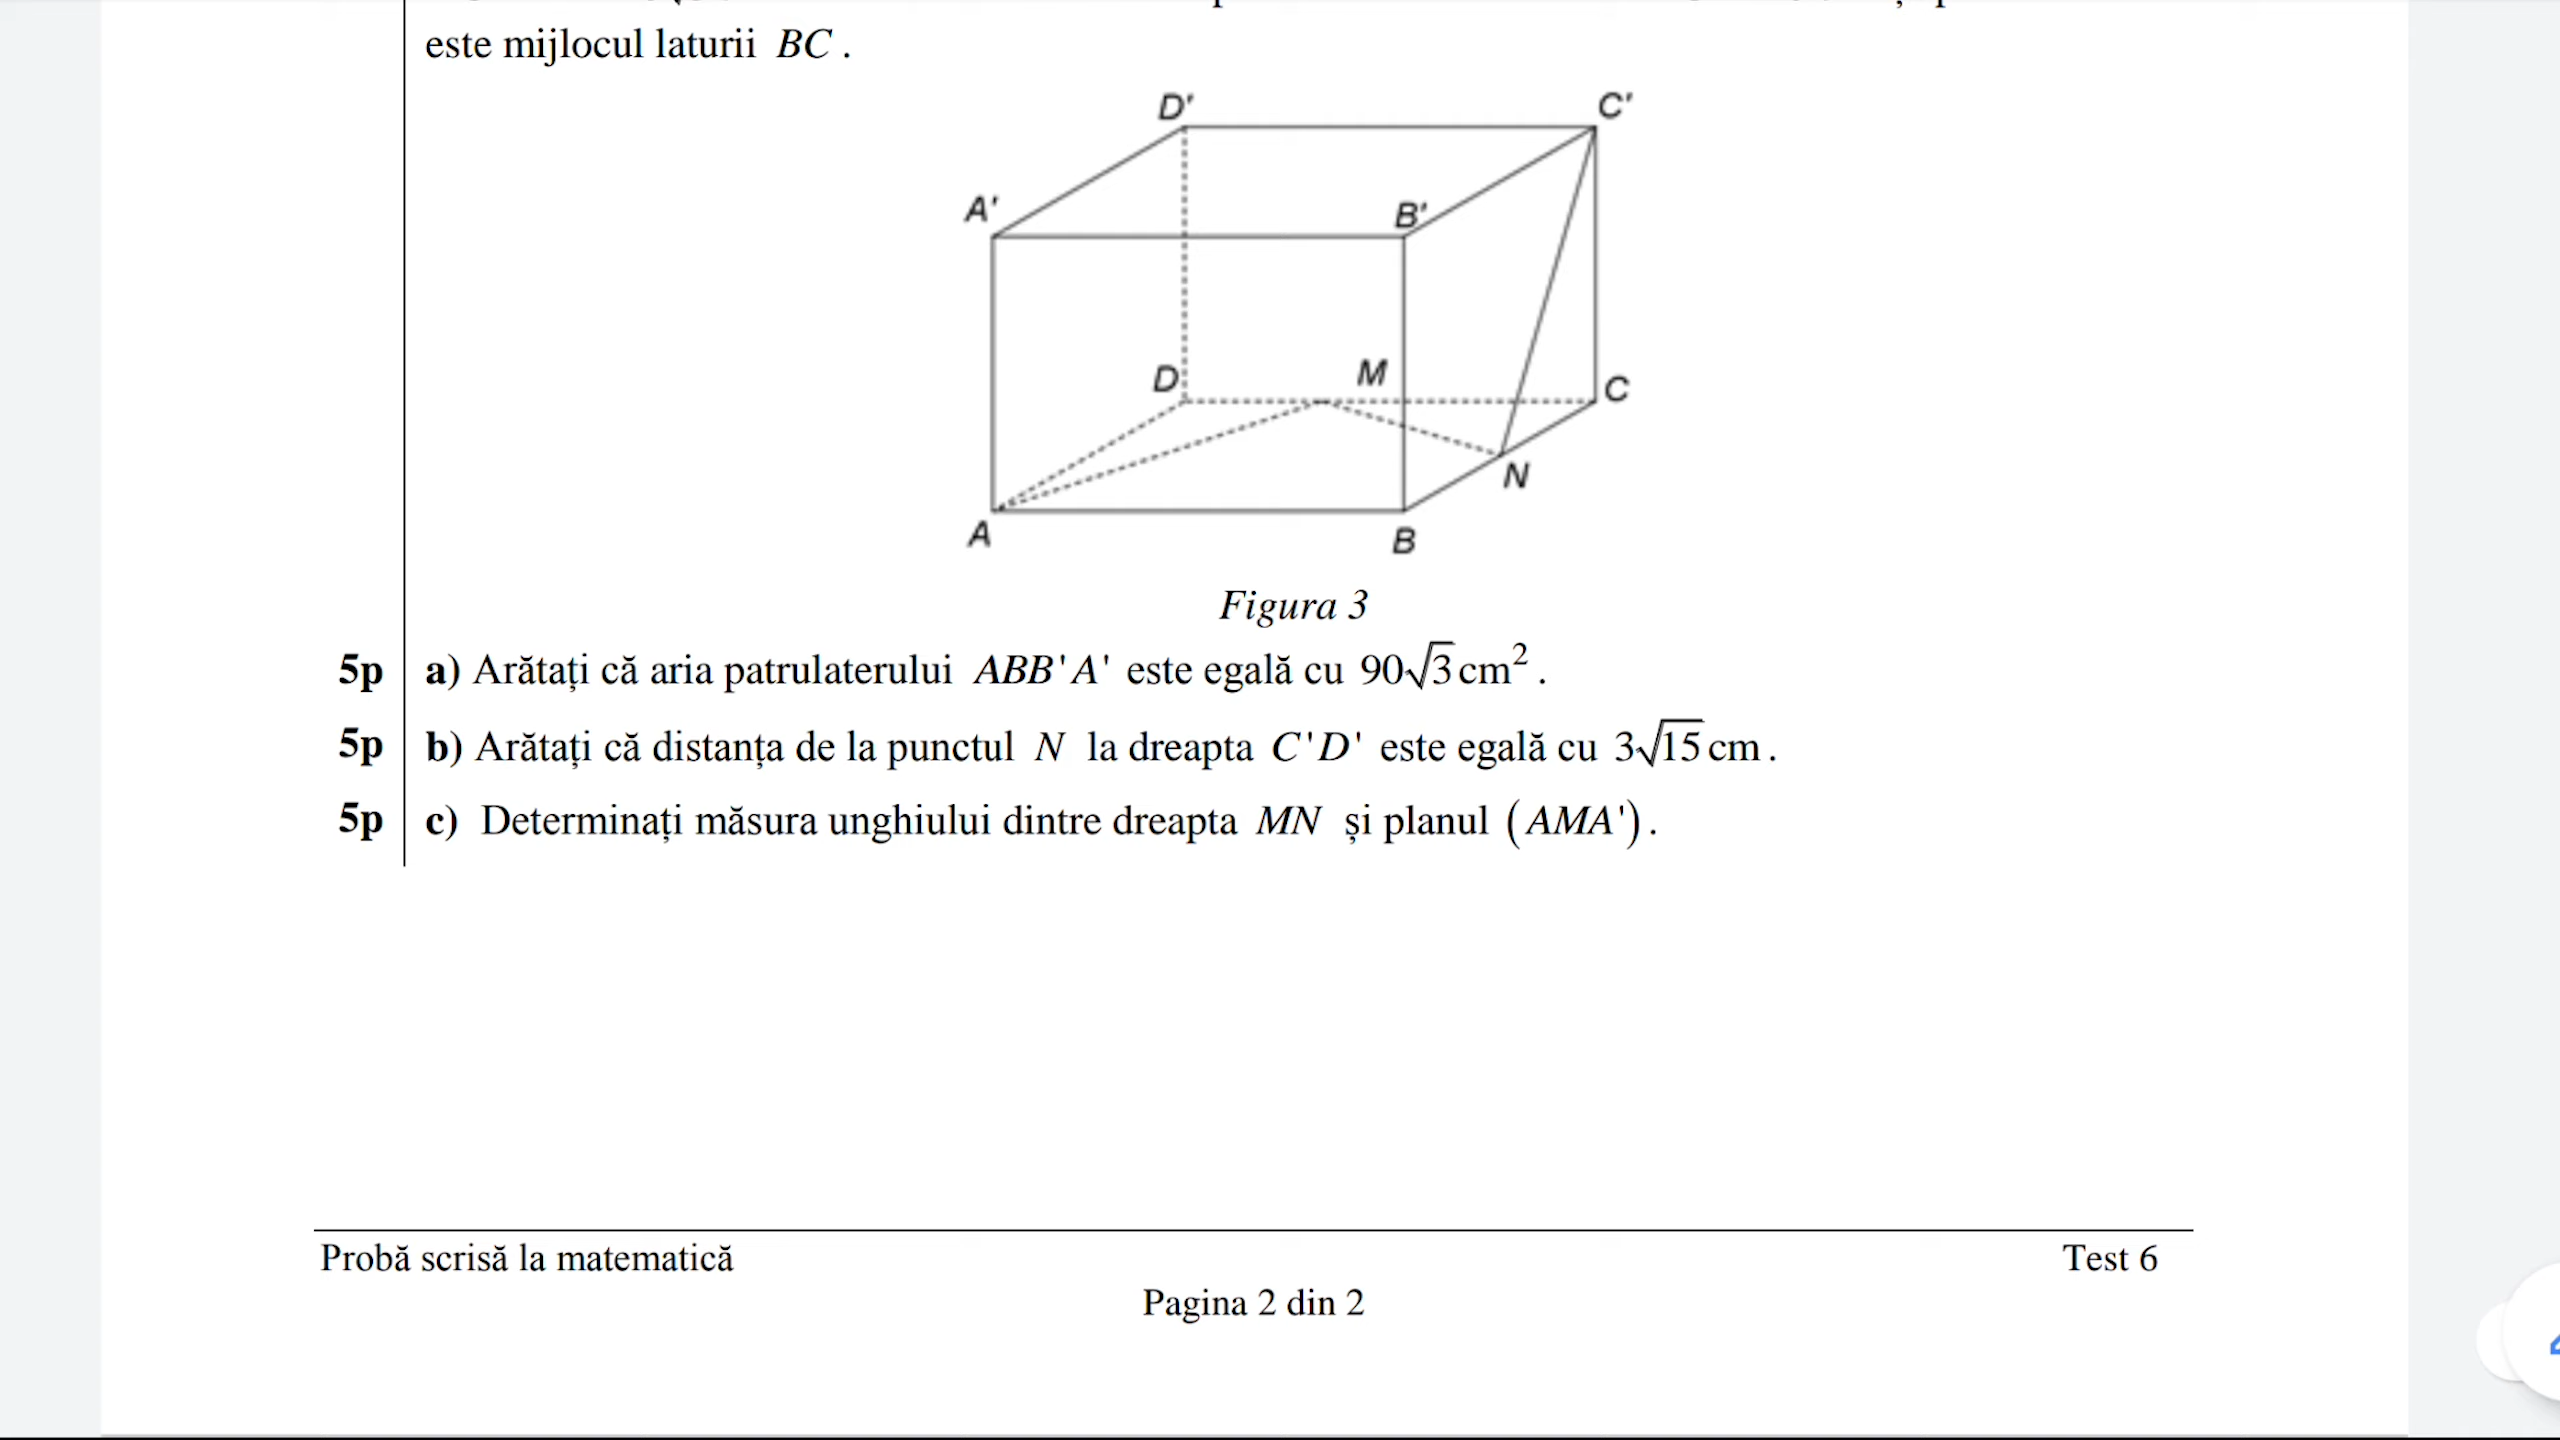 este mijlocul laturii BC .
D' C'
A' B'
D M C
N
A B
Figura 3
5p a) Arătați că aria patrulaterului ABB'A' este egală cu 90√3 cm² .
5p b) Arătați că distanța de la punctul N la dreapta C'D' este egală cu 3√15 cm .
5p c) Determinați măsura unghiului dintre dreapta MN și planul (AMA') .
Probă scrisă la matematică Test 6
Pagina 2 din 2